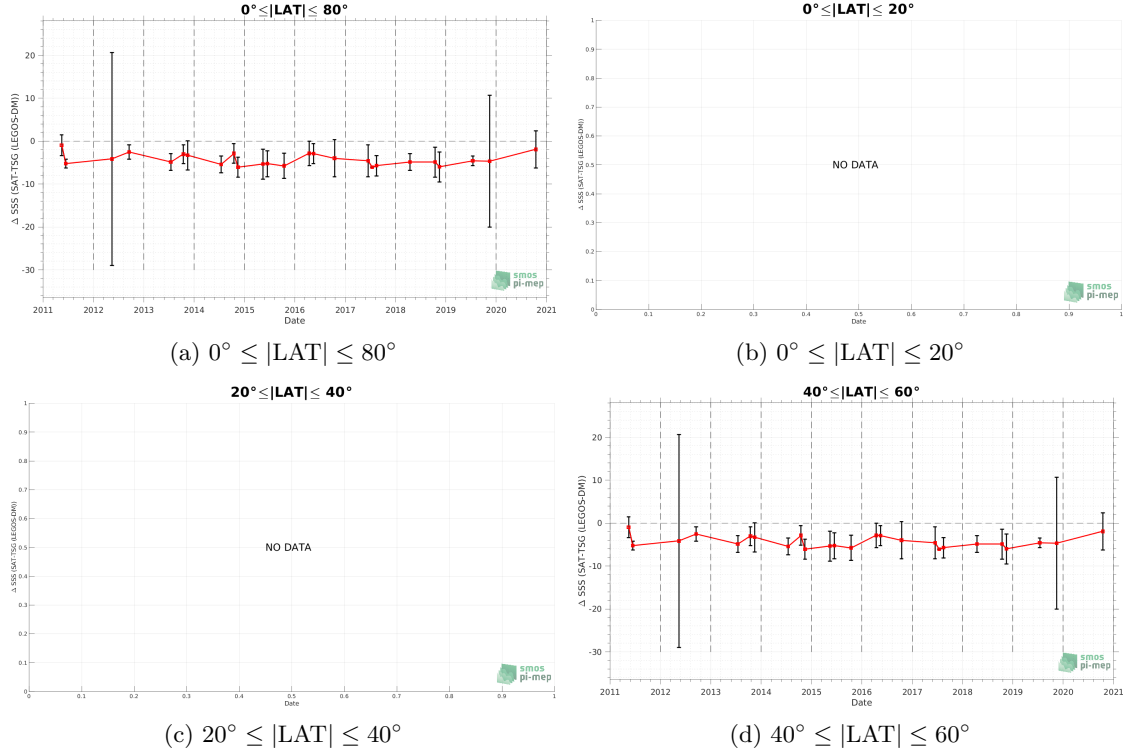 0°≤|LAT|≤ 80°
20
10
0
-10
-20
-30
Δ SSS (SAT-TSG (LEGOS-DM))
2011 2012 2013 2014 2015 2016 2017 2018 2019 2020 2021
Date
smos
pi-mep
(a) 0° ≤ |LAT| ≤ 80°
0°≤|LAT|≤ 20°
1
0.9
0.8
0.7
0.6
0.5
0.4
0.3
0.2
0.1
0
Δ SSS (SAT-TSG (LEGOS-DM))
NO DATA
0 0.1 0.2 0.3 0.4 0.5 0.6 0.7 0.8 0.9 1
Date
smos
pi-mep
(b) 0° ≤ |LAT| ≤ 20°
20°≤|LAT|≤ 40°
1
0.9
0.8
0.7
0.6
0.5
0.4
0.3
0.2
0.1
0
Δ SSS (SAT-TSG (LEGOS-DM))
NO DATA
0 0.1 0.2 0.3 0.4 0.5 0.6 0.7 0.8 0.9 1
Date
smos
pi-mep
(c) 20° ≤ |LAT| ≤ 40°
40°≤|LAT|≤ 60°
20
10
0
-10
-20
-30
Δ SSS (SAT-TSG (LEGOS-DM))
2011 2012 2013 2014 2015 2016 2017 2018 2019 2020 2021
Date
smos
pi-mep
(d) 40° ≤ |LAT| ≤ 60°